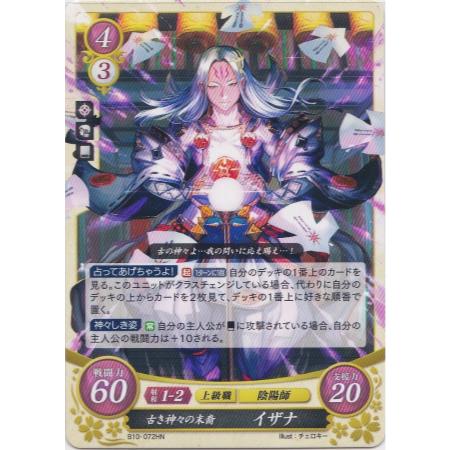 4
3
古の神々よ…我の問いに応え賜え…!
占ってあげちゃうよ! 起 1ターンに1回 自分のデッキの1番上のカードを
見る。このユニットがクラスチェンジしている場合、代わりに自分の
デッキの上からカードを2枚見て、デッキの1番上に好きな順番で
置く。
神々しき姿 常 自分の主人公が■に攻撃されている場合、自分の
主人公の戦闘力は+10される。
戦闘力
60
射程 1-2
上級職
陰陽師
支援力
20
古き神々の末裔 イザナ
B10-072HN
Illust:チェロキー